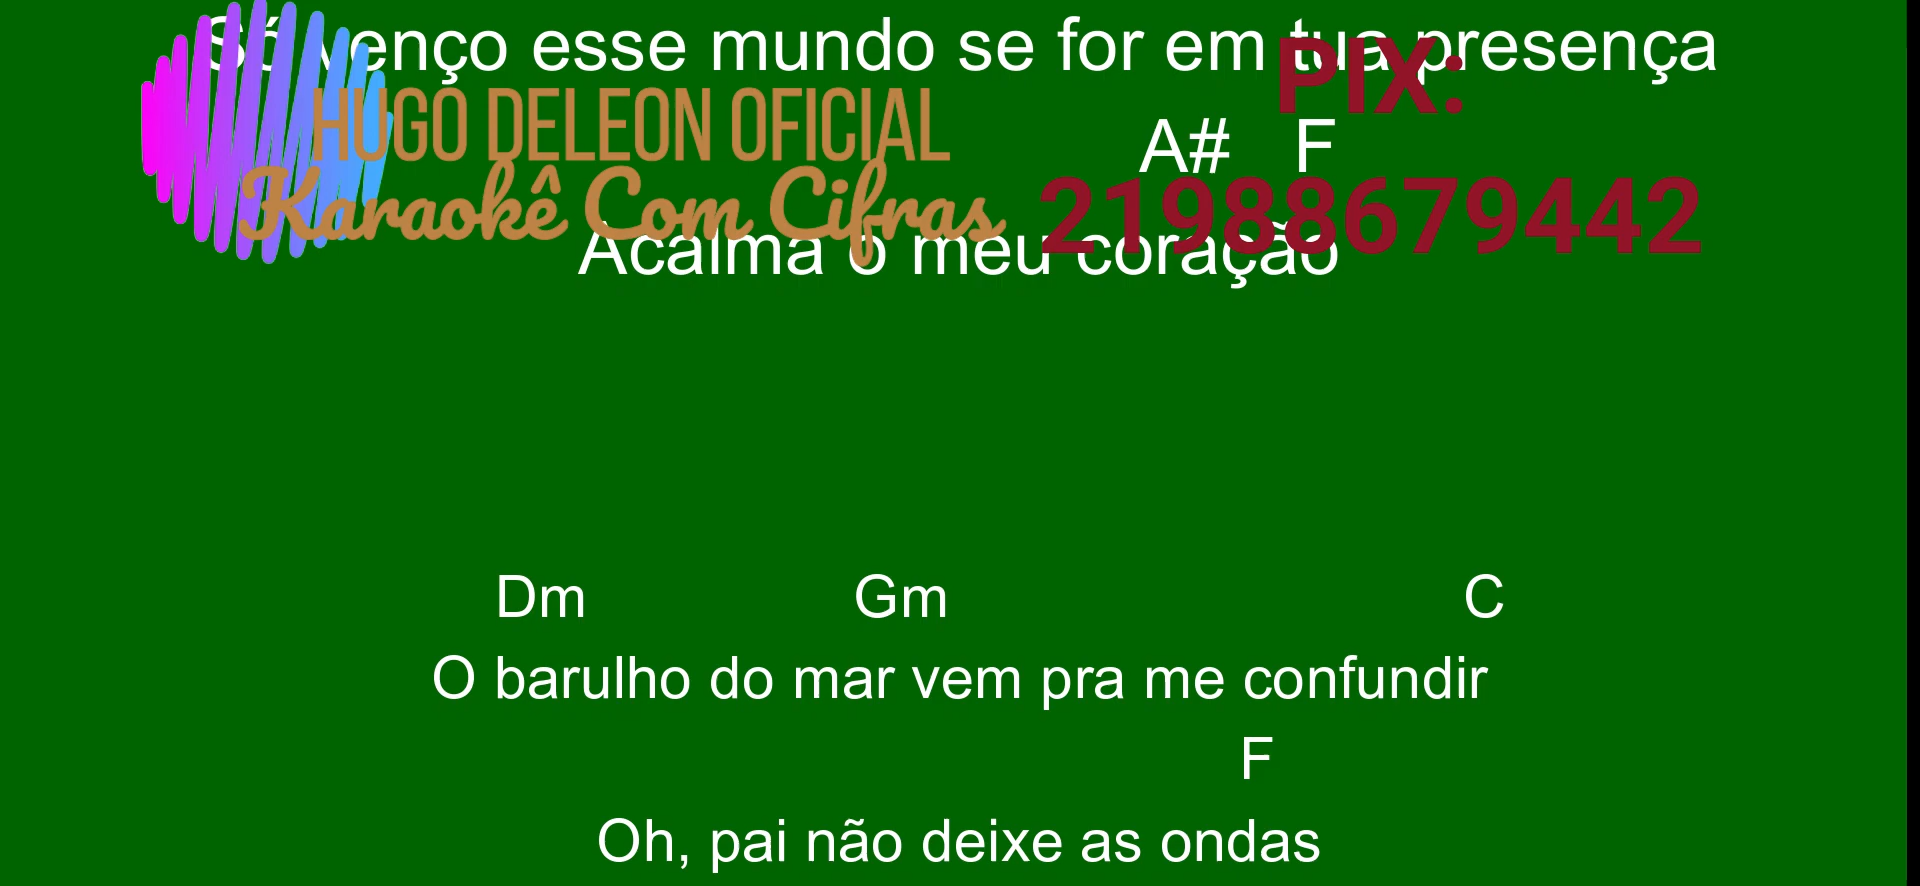 Só venço esse mundo se for em tua presença
PIX:
HUGO DELEON OFICIAL
A# F
Karaokê Com Cifras
21988679442
Acalma o meu coração
Dm Gm C
O barulho do mar vem pra me confundir
F
Oh, pai não deixe as ondas